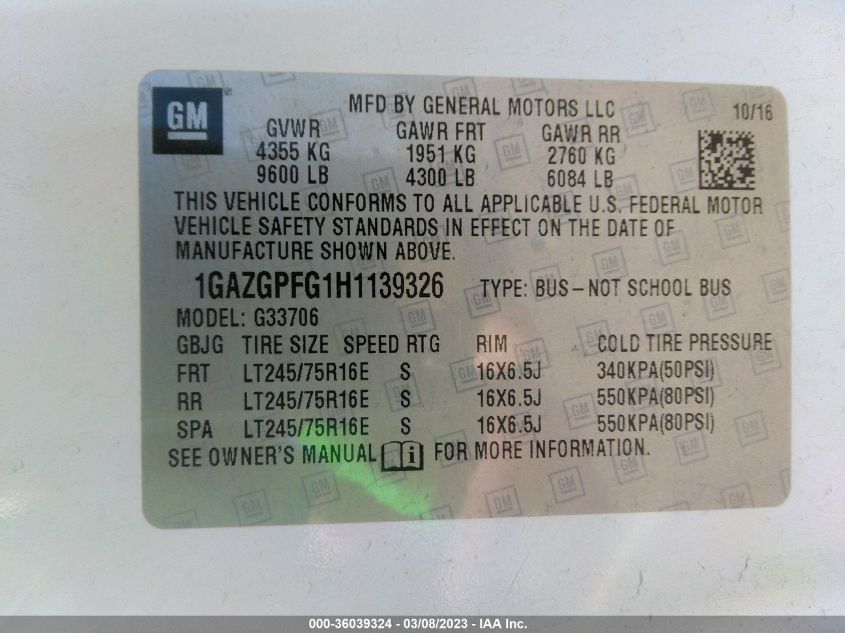 GM ® MFD BY GENERAL MOTORS LLC 10/16
GVWR GAWR FRT GAWR RR
4355 KG 1951 KG 2760 KG
9600 LB 4300 LB 6084 LB
THIS VEHICLE CONFORMS TO ALL APPLICABLE U.S. FEDERAL MOTOR
VEHICLE SAFETY STANDARDS IN EFFECT ON THE DATE OF
MANUFACTURE SHOWN ABOVE.
1GAZGPFG1H1139326 TYPE: BUS-NOT SCHOOL BUS
MODEL: G33706
GBJG TIRE SIZE SPEED RTG RIM COLD TIRE PRESSURE
FRT LT245/75R16E S 16X6.5J 340KPA(50PSI)
RR LT245/75R16E S 16X6.5J 550KPA(80PSI)
SPA LT245/75R16E S 16X6.5J 550KPA(80PSI)
SEE OWNER'S MANUAL i FOR MORE INFORMATION.
000-36039324 - 03/08/2023 - IAA Inc.